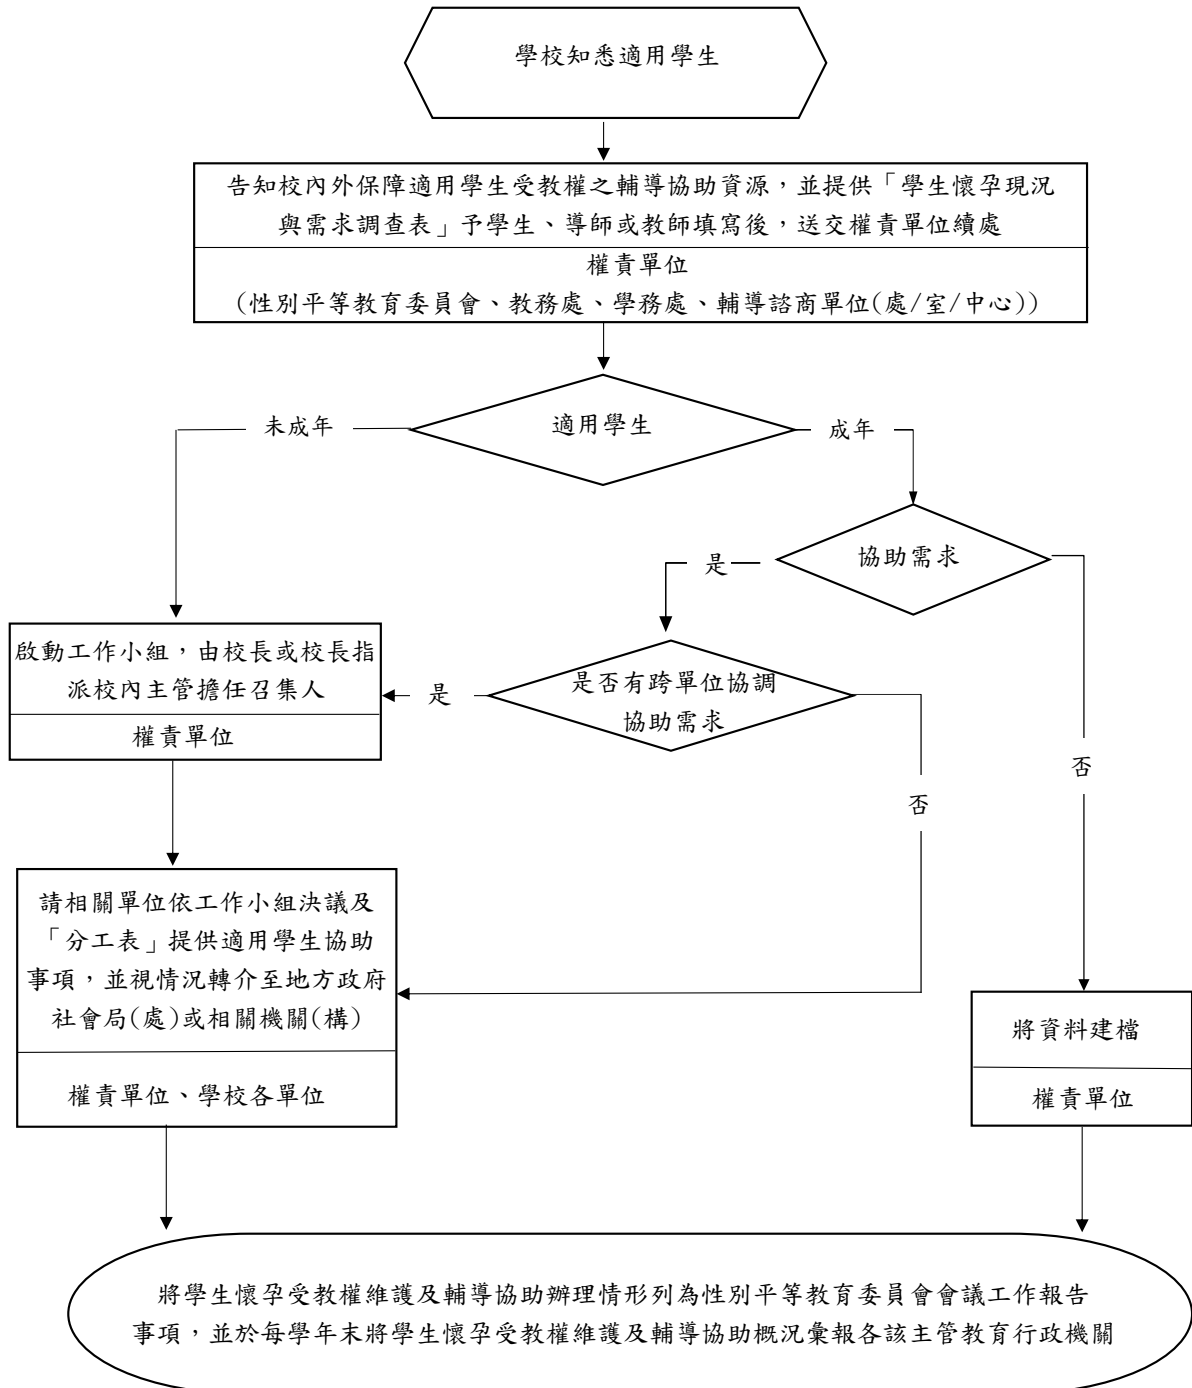 學校知悉適用學生
告知校內外保障適用學生受教權之輔導協助資源，並提供「學生懷孕現況
與需求調查表」予學生、導師或教師填寫後，送交權責單位續處
權責單位
(性別平等教育委員會、教務處、學務處、輔導諮商單位(處/室/中心))
適用學生
未成年
成年
協助需求
是
啟動工作小組，由校長或校長指
派校內主管擔任召集人
權責單位
是否有跨單位協調
協助需求
是
否
否
請相關單位依工作小組決議及
「分工表」提供適用學生協助
事項，並視情況轉介至地方政府
社會局(處)或相關機關(構)
權責單位、學校各單位
將資料建檔
權責單位
將學生懷孕受教權維護及輔導協助辦理情形列為性別平等教育委員會會議工作報告
事項，並於每學年末將學生懷孕受教權維護及輔導協助概況彙報各該主管教育行政機關